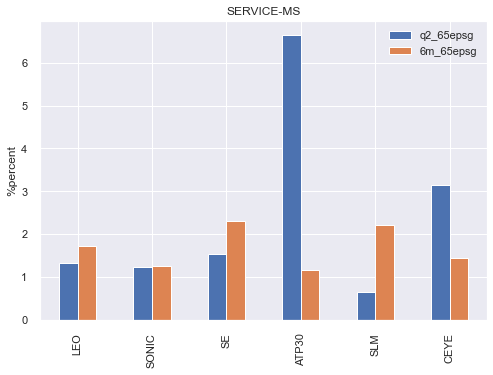 SERVICE-MS
q2_65epsg
6m_65epsg
%percent
6
5
4
3
2
1
0
LEO
SONIC
SE
ATP30
SLM
CEYE